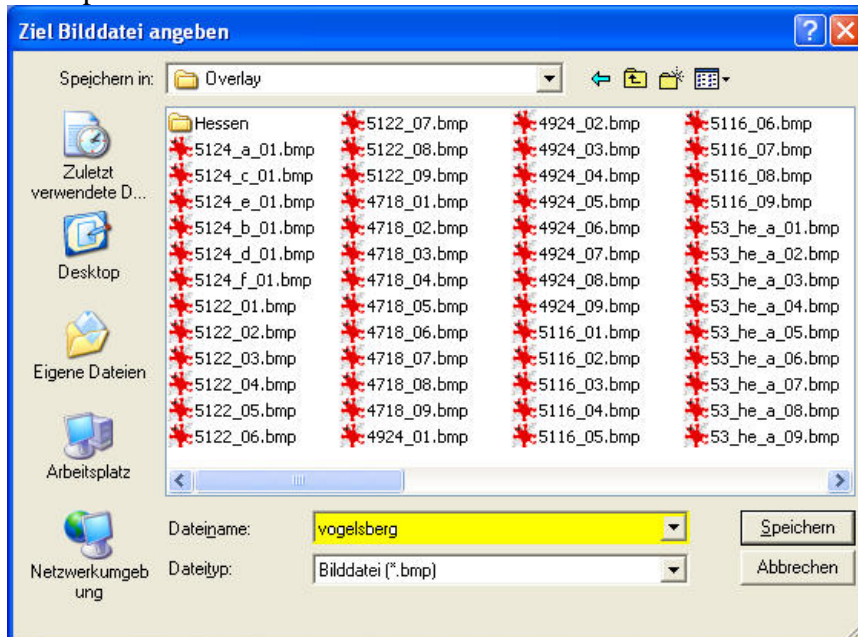 Ziel Bilddatei angeben
Speichern in:
Overlay
Zuletzt
verwendete D...
Desktop
Eigene Dateien
Arbeitsplatz
Netzwerkumgeb
ung
Hessen
5124_a_01.bmp
5124_c_01.bmp
5124_e_01.bmp
5124_b_01.bmp
5124_d_01.bmp
5124_f_01.bmp
5122_01.bmp
5122_02.bmp
5122_03.bmp
5122_04.bmp
5122_05.bmp
5122_06.bmp
5122_07.bmp
5122_08.bmp
5122_09.bmp
4718_01.bmp
4718_02.bmp
4718_03.bmp
4718_04.bmp
4718_05.bmp
4718_06.bmp
4718_07.bmp
4718_08.bmp
4718_09.bmp
4924_01.bmp
4924_02.bmp
4924_03.bmp
4924_04.bmp
4924_05.bmp
4924_06.bmp
4924_07.bmp
4924_08.bmp
4924_09.bmp
5116_01.bmp
5116_02.bmp
5116_03.bmp
5116_04.bmp
5116_05.bmp
5116_06.bmp
5116_07.bmp
5116_08.bmp
5116_09.bmp
53_he_a_01.bmp
53_he_a_02.bmp
53_he_a_03.bmp
53_he_a_04.bmp
53_he_a_05.bmp
53_he_a_06.bmp
53_he_a_07.bmp
53_he_a_08.bmp
53_he_a_09.bmp
Dateiname:
vogelsberg
Speichern
Dateityp:
Bilddatei (*.bmp)
Abbrechen